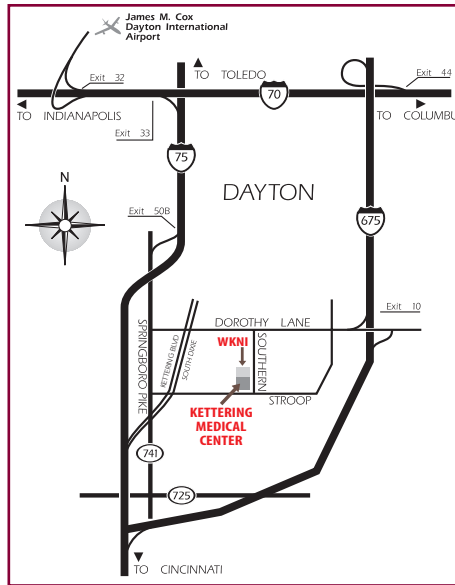 James M. Cox
Dayton International
Airport
TO TOLEDO
Exit 32
Exit 44
70
TO INDIANAPOLIS
TO COLUMBU
Exit 33
75
N
DAYTON
Exit 50B
675
Exit 10
SPRINGBORO PIKE
KETTERING BLVD
SOUTH DIXIE
DOROTHY LANE
SOUTHERN
WKNI
STROOP
KETTERING
MEDICAL
CENTER
741
725
TO CINCINNATI